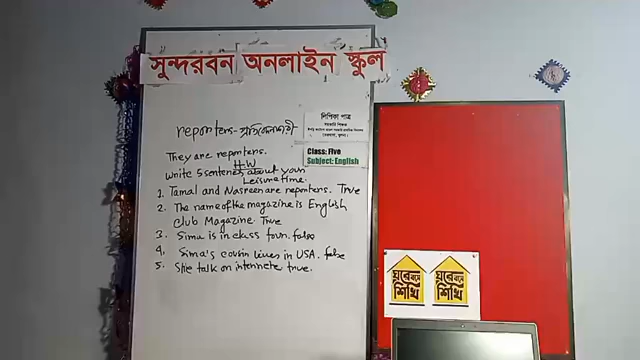 সুন্দরবন অনলাইন স্কুল
reporters-প্রতিবেদনকারী
লিপিকা পাত্র
সহকারী শিক্ষক
They are reporters.
Class: Five
Subject: English
H.W
write 5 sentences about your
Leisure time.
1. Tamal and Nasreen are reporters. True
2. The name of the magazine is English
Club Magazine. True
3. Sima is in class four. false
4. Sima's cousin lives in USA. false
5. She talk on internete true.
ঘরে বসে শিখি
ঘরে বসে শিখি